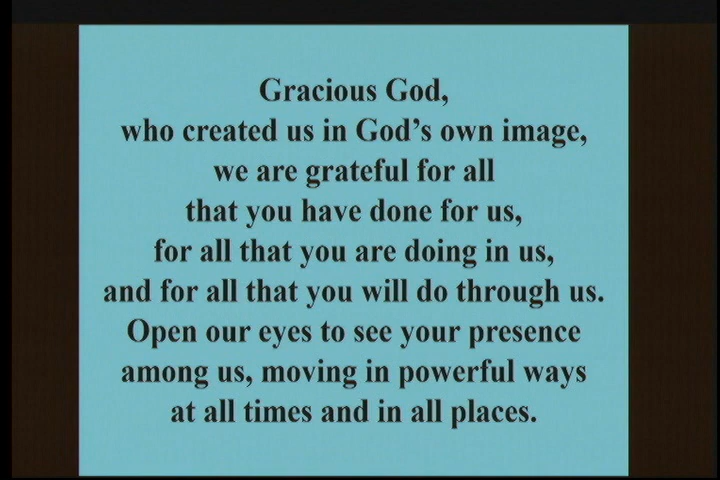 Gracious God,
who created us in God's own image,
we are grateful for all
that you have done for us,
for all that you are doing in us,
and for all that you will do through us.
Open our eyes to see your presence
among us, moving in powerful ways
at all times and in all places.